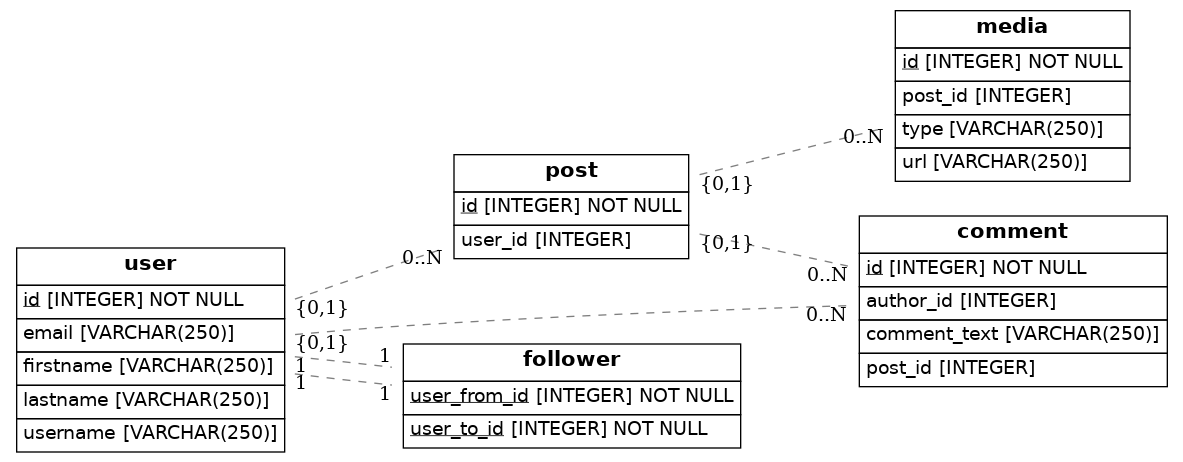 media
id [INTEGER] NOT NULL
post_id [INTEGER]
type [VARCHAR(250)]
url [VARCHAR(250)]
0..N
{0,1}
post
id [INTEGER] NOT NULL
user_id [INTEGER]
{0,1}
0..N
comment
id [INTEGER] NOT NULL
author_id [INTEGER]
comment_text [VARCHAR(250)]
post_id [INTEGER]
0..N
0..N
{0,1}
user
id [INTEGER] NOT NULL
email [VARCHAR(250)]
firstname [VARCHAR(250)]
lastname [VARCHAR(250)]
username [VARCHAR(250)]
{0,1}
1
1
1
1
follower
user_from_id [INTEGER] NOT NULL
user_to_id [INTEGER] NOT NULL